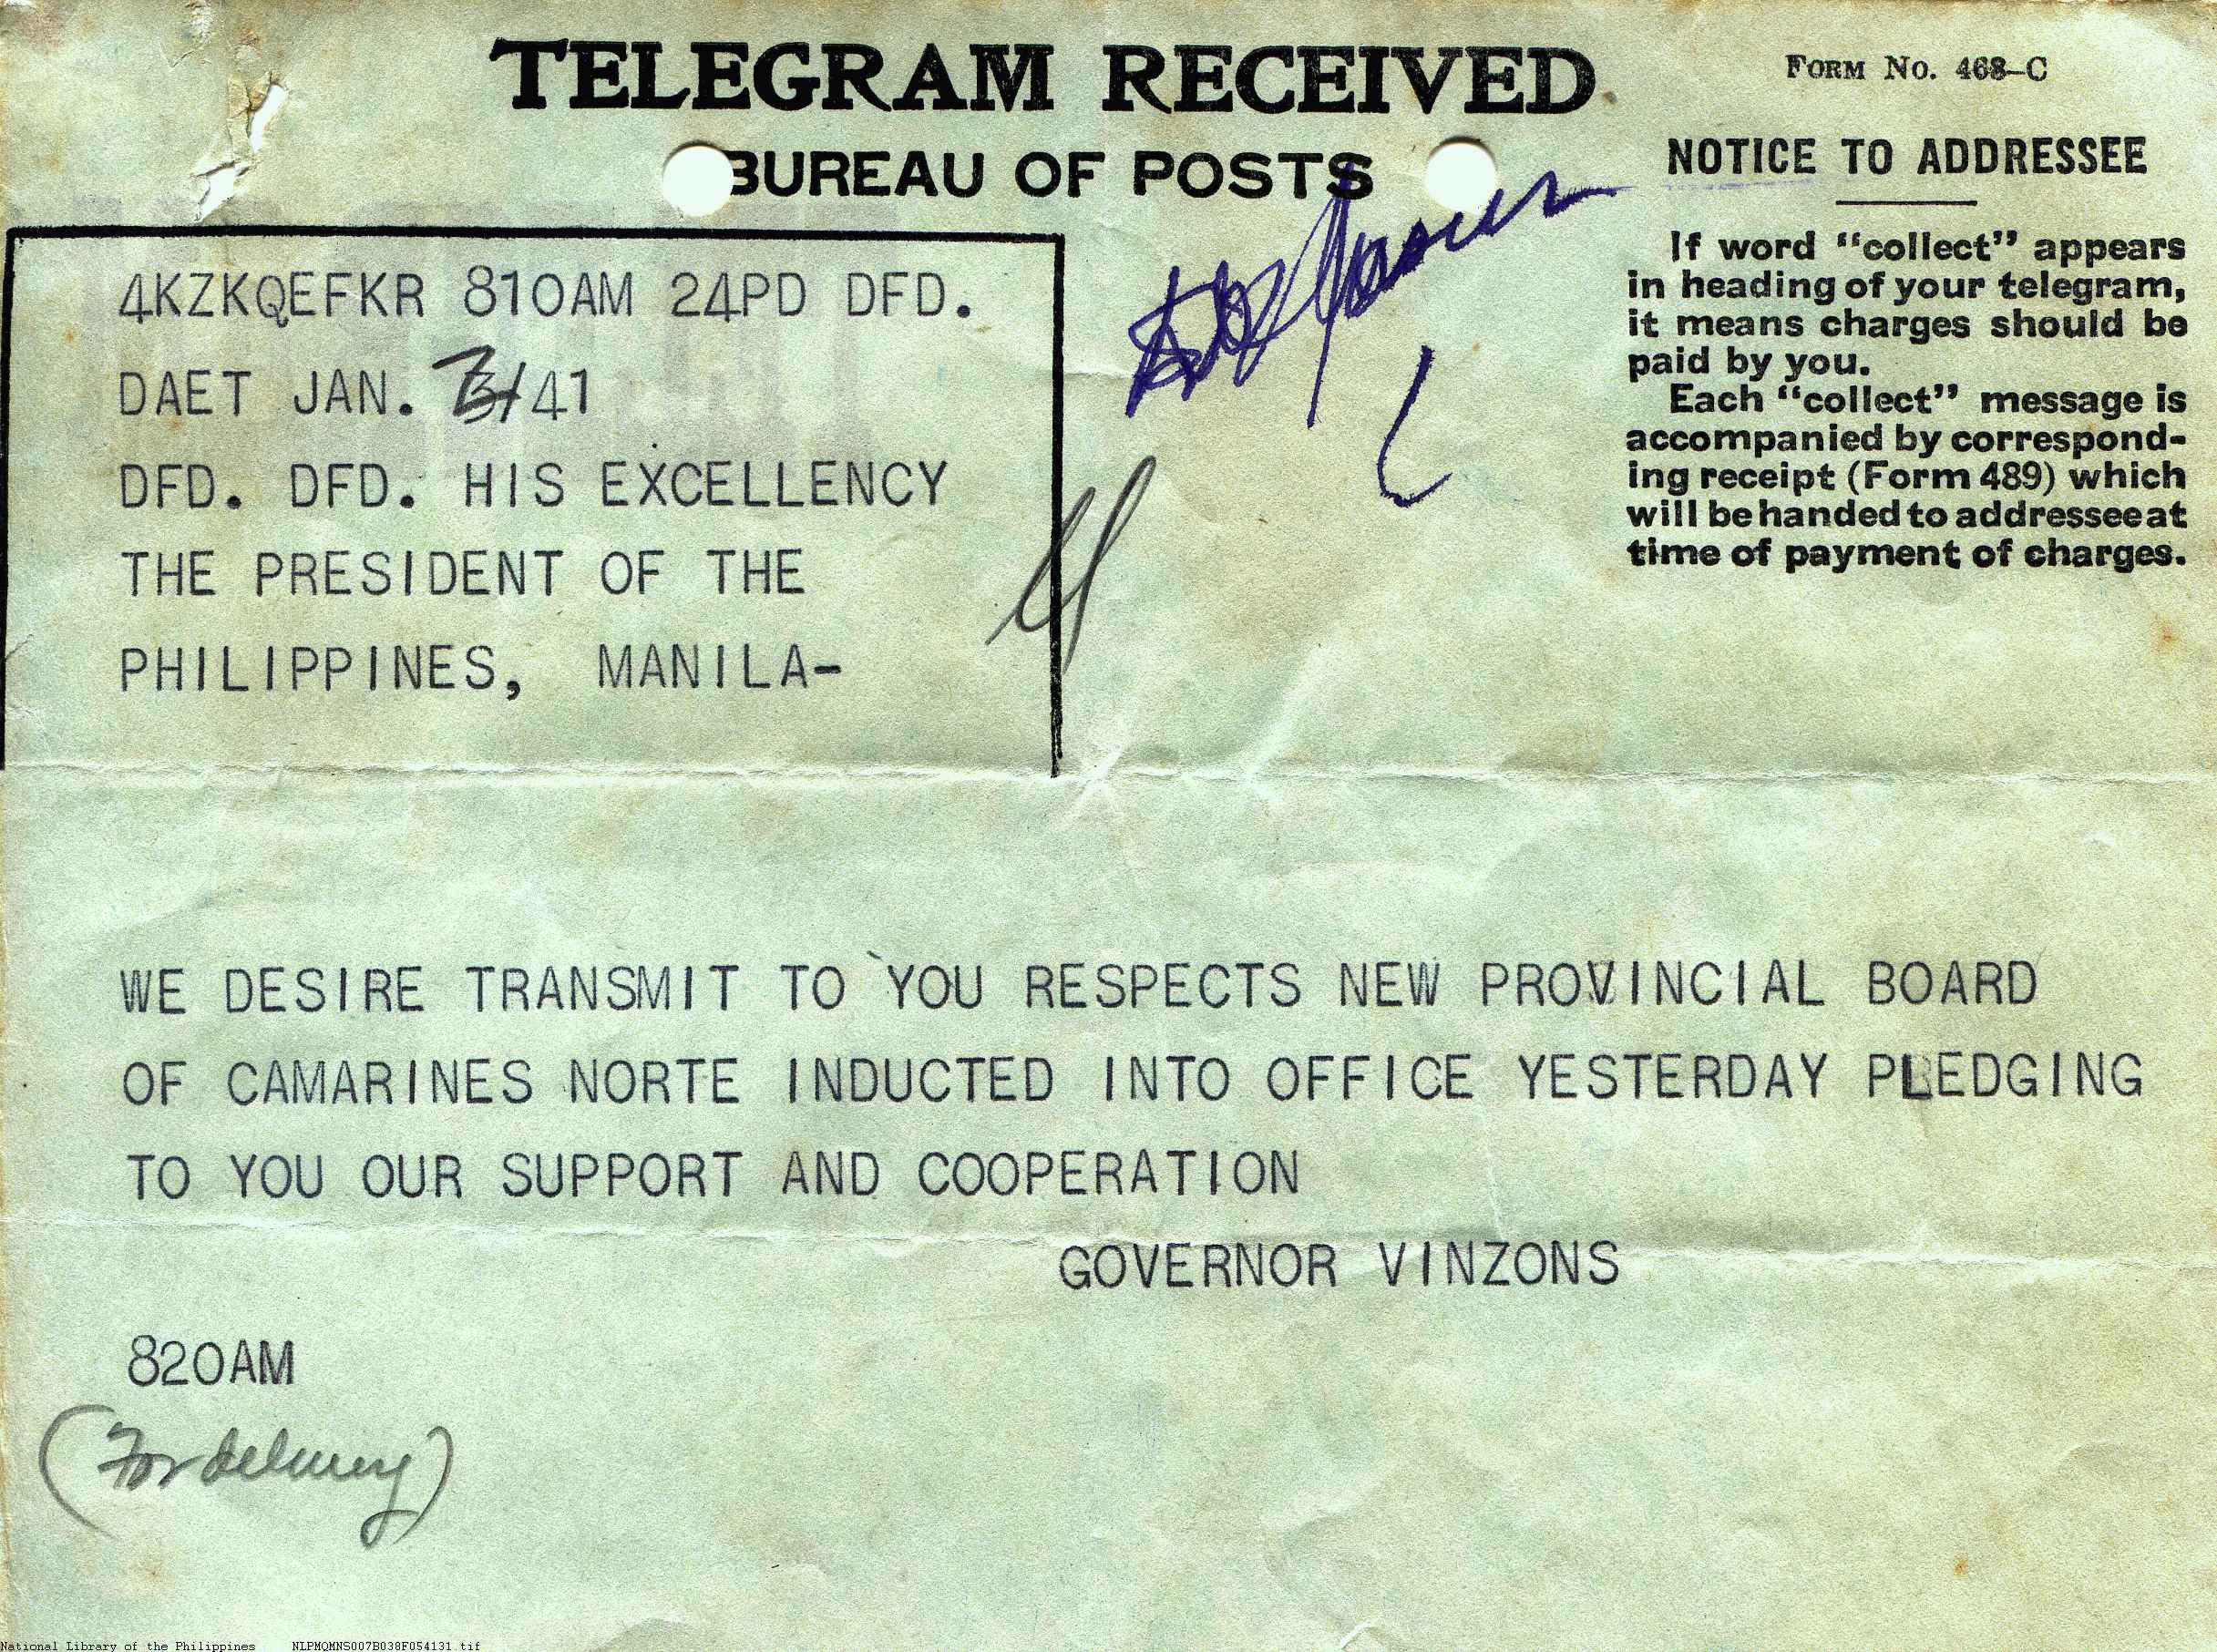 TELEGRAM RECEIVED
BUREAU OF POSTS
FORM NO. 468-C
NOTICE TO ADDRESSEE
If word "collect" appears
in heading of your telegram,
it means charges should be
paid by you.
Each "collect" message is
accompanied by correspond-
ing receipt (Form 489) which
will be handed to addressee at
time of payment of charges.
4KZKQEFKR 810AM 24PD DFD.
DAET JAN. 41
DFD. DFD. HIS EXCELLENCY
THE PRESIDENT OF THE
PHILIPPINES, MANILA-
WE DESIRE TRANSMIT TO YOU RESPECTS NEW PROVINCIAL BOARD
OF CAMARINES NORTE INDUCTED INTO OFFICE YESTERDAY PLEDGING
TO YOU OUR SUPPORT AND COOPERATION
GOVERNOR VINZONS
820AM
(For delivery)
National Library of the Philippines NLPMQMNS007B038F054131.tif